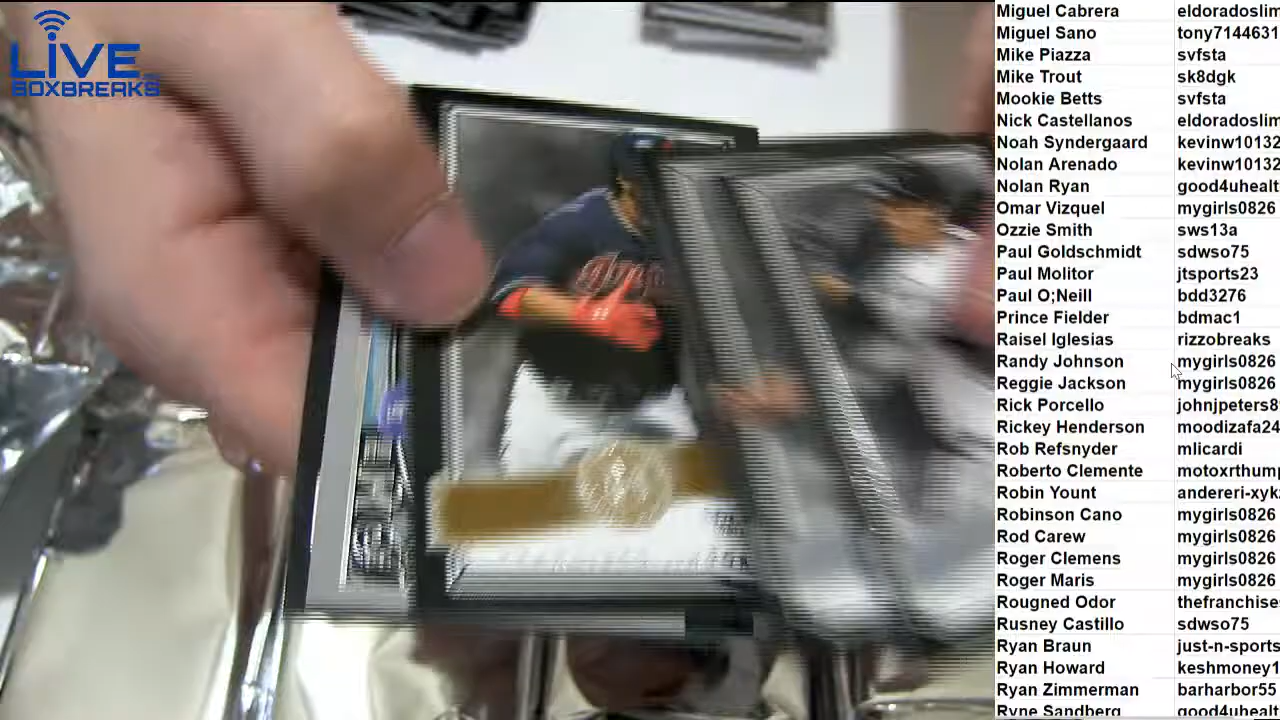 LIVE
BOXBREAKS
Miguel Cabrera eldoradoslim
Miguel Sano tony7144631
Mike Piazza svfsta
Mike Trout sk8dgk
Mookie Betts svfsta
Nick Castellanos eldoradoslim
Noah Syndergaard kevinw10132
Nolan Arenado kevinw10132
Nolan Ryan good4uhealt
Omar Vizquel mygirls0826
Ozzie Smith sws13a
Paul Goldschmidt sdwso75
Paul Molitor jtsports23
Paul O;Neill bdd3276
Prince Fielder bdmac1
Raisel Iglesias rizzobreaks
Randy Johnson mygirls0826
Reggie Jackson mygirls0826
Rick Porcello johnjpeters8
Rickey Henderson moodizafa24
Rob Refsnyder mlicardi
Roberto Clemente motoxrthum
Robin Yount andereri-xyk
Robinson Cano mygirls0826
Rod Carew mygirls0826
Roger Clemens mygirls0826
Roger Maris mygirls0826
Rougned Odor thefranchise
Rusney Castillo sdwso75
Ryan Braun just-n-sports
Ryan Howard keshmoney1
Ryan Zimmerman barharbor55
Ryne Sandberg good4uhealt